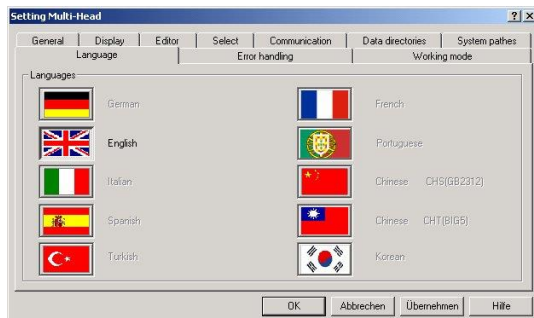 Setting Multi-Head
General Display Editor Select Communication Data directories System pathes
Language Error handling Working mode
Languages
German French
English Portuguese
Italian Chinese CHS(GB2312)
Spanish Chinese CHT(BIG5)
Turkish Korean
OK Abbrechen Übernehmen Hilfe